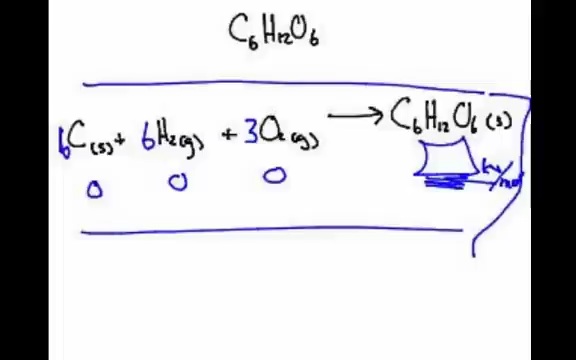 C₆H₁₂O₆
6C(s) + 6H₂(g) + 3O₂(g) → C₆H₁₂O₆(s)
0 0 0